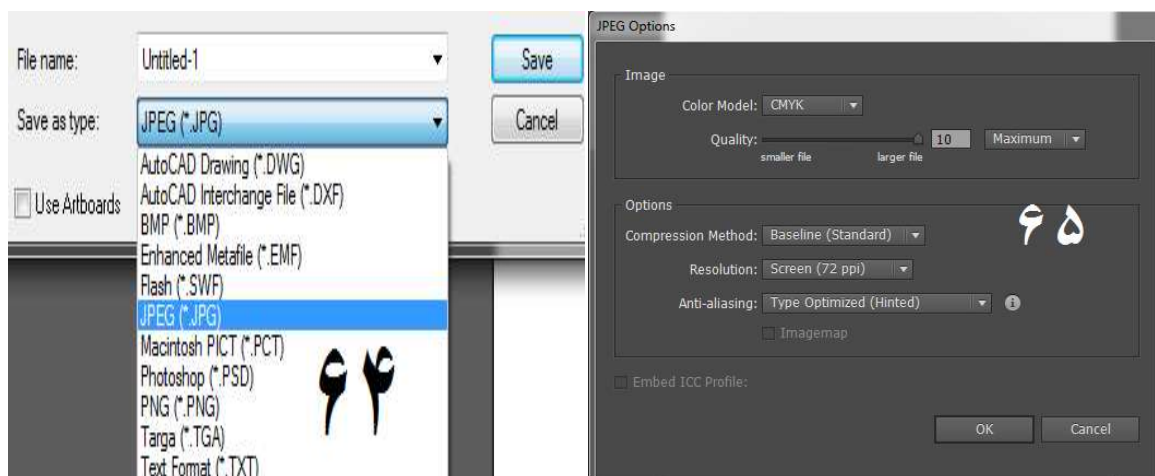 File name: Untitled-1 Save
Save as type: JPEG (*.JPG) Cancel
AutoCAD Drawing (*.DWG)
Use Artboards AutoCAD Interchange File (*.DXF)
BMP (*.BMP)
Enhanced Metafile (*.EMF)
Flash (*.SWF)
JPEG (*.JPG)
Macintosh PICT (*.PCT)
Photoshop (*.PSD)
PNG (*.PNG)
Targa (*.TGA)
Text Format (*.TXT)
۶۴
JPEG Options
Image
Color Model: CMYK
Quality: 10 Maximum
smaller file larger file
Options
۶۵
Compression Method: Baseline (Standard)
Resolution: Screen (72 ppi)
Anti-aliasing: Type Optimized (Hinted)
Imagemap
Embed ICC Profile:
OK Cancel